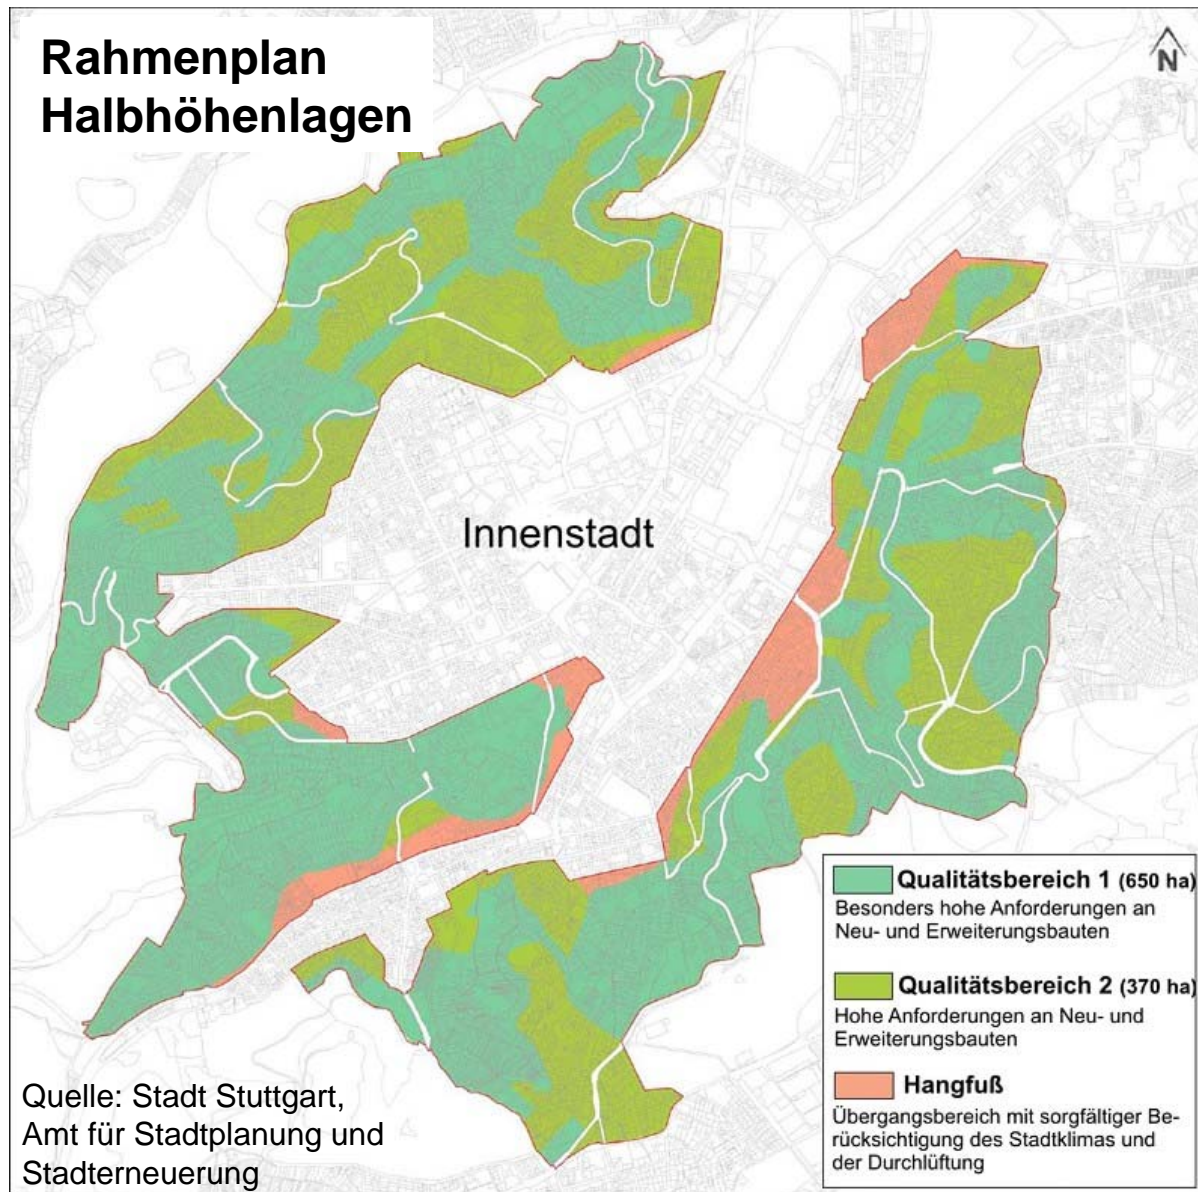 Rahmenplan
Halbhöhenlagen
N
Innenstadt
Qualitätsbereich 1 (650 ha)
Besonders hohe Anforderungen an
Neu- und Erweiterungsbauten
Qualitätsbereich 2 (370 ha)
Hohe Anforderungen an Neu- und
Erweiterungsbauten
Hangfuß
Übergangsbereich mit sorgfältiger Be-
rücksichtigung des Stadtklimas und
der Durchlüftung
Quelle: Stadt Stuttgart,
Amt für Stadtplanung und
Stadterneuerung